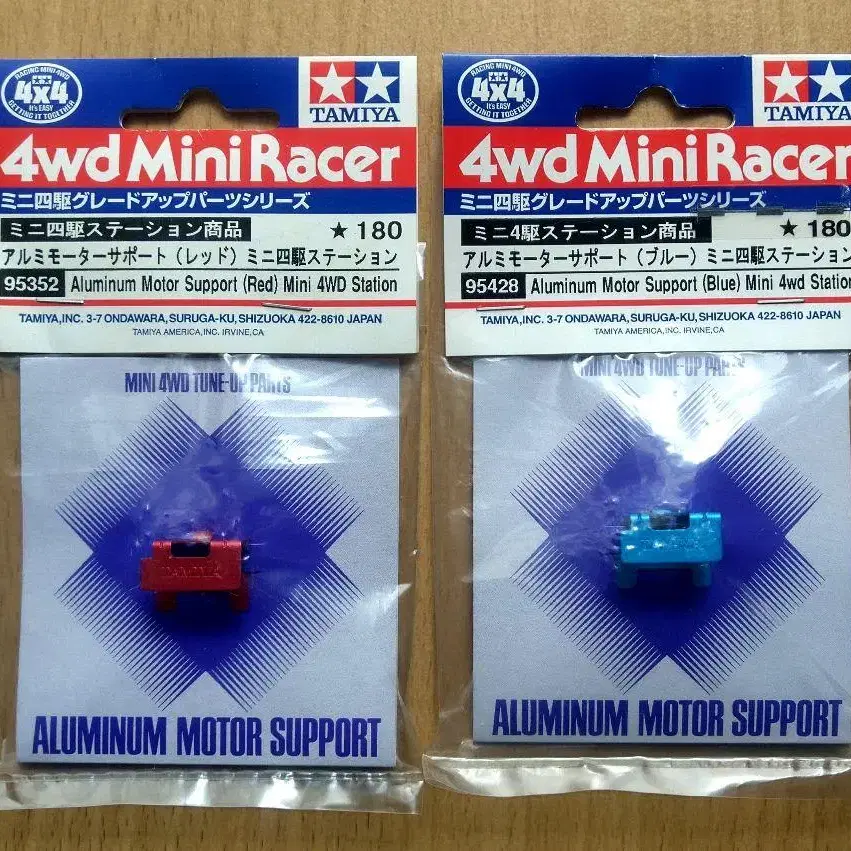 RACING MINI 4WD
4x4
It's EASY
GETTING IT TOGETHER
TAMIYA
4wd Mini Racer
ミニ四駆グレードアップパーツシリーズ
ミニ四駆ステーション商品
★180
アルミモーターサポート（レッド）ミニ四駆ステーション
95352 Aluminum Motor Support (Red) Mini 4WD Station
TAMIYA,INC. 3-7 ONDAWARA,SURUGA-KU,SHIZUOKA 422-8610 JAPAN
TAMIYA AMERICA,INC. IRVINE,CA
MINI 4WD TUNE-UP PARTS
TAMIYA
ALUMINUM MOTOR SUPPORT
RACING MINI 4WD
4x4
It's EASY
GETTING IT TOGETHER
TAMIYA
4wd Mini Racer
ミニ四駆グレードアップパーツシリーズ
ミニ4駆ステーション商品
★180
アルミモーターサポート（ブルー）ミニ四駆ステーション
95428 Aluminum Motor Support (Blue) Mini 4wd Station
TAMIYA,INC. 3-7 ONDAWARA,SURUGA-KU,SHIZUOKA 422-8610 JAPAN
TAMIYA AMERICA,INC. IRVINE,CA
MINI 4WD TUNE-UP PARTS
ALUMINUM MOTOR SUPPORT